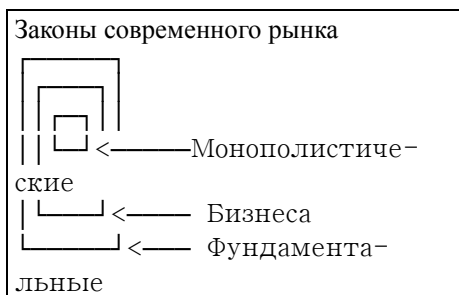 Законы современного рынка
Монополистиче-
ские
Бизнеса
Фундамента-
льные